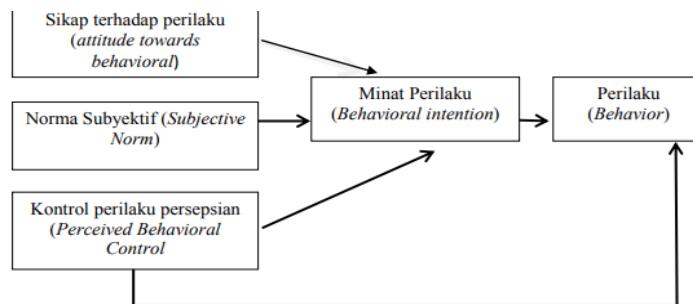 Sikap terhadap perilaku
(attitude towards
behavioral)
Norma Subyektif (Subjective
Norm)
Kontrol perilaku persepsian
(Perceived Behavioral
Control
Minat Perilaku
(Behavioral intention)
Perilaku
(Behavior)